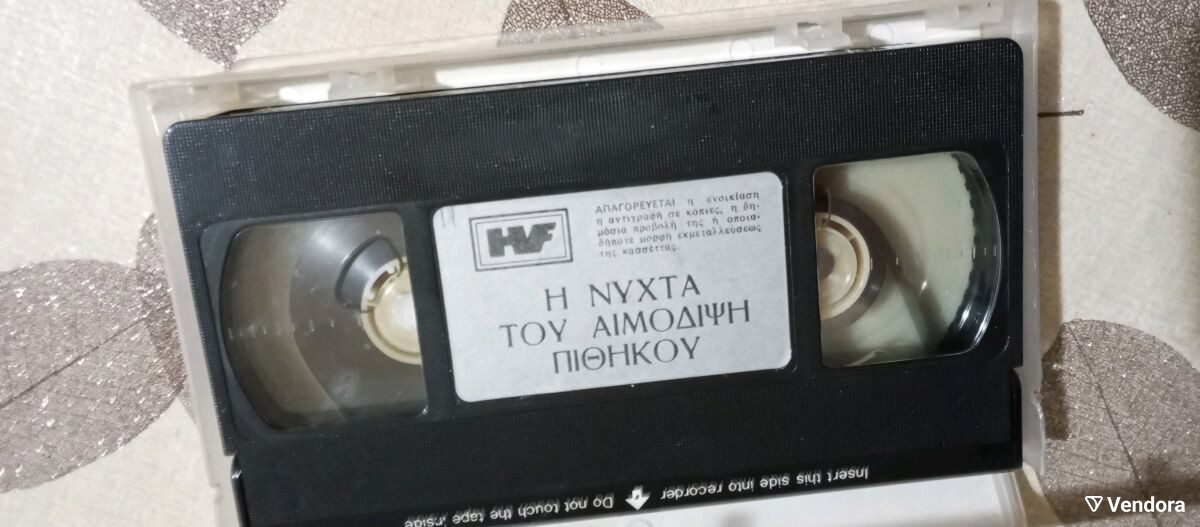 HVF
ΑΠΑΓΟΡΕΥΕΤΑΙ η ενοικίαση
η αντιγραφή σε κόπιες, η δη-
μόσια προβολή της ή οποια-
δήποτε μορφή εκμεταλλεύσεως
της κασσέττας.
Η ΝΥΧΤΑ
ΤΟΥ ΑΙΜΟΔΙΨΗ
ΠΙΘΗΚΟΥ
Insert this side into recorder
Do not touch the tape inside
Vendora